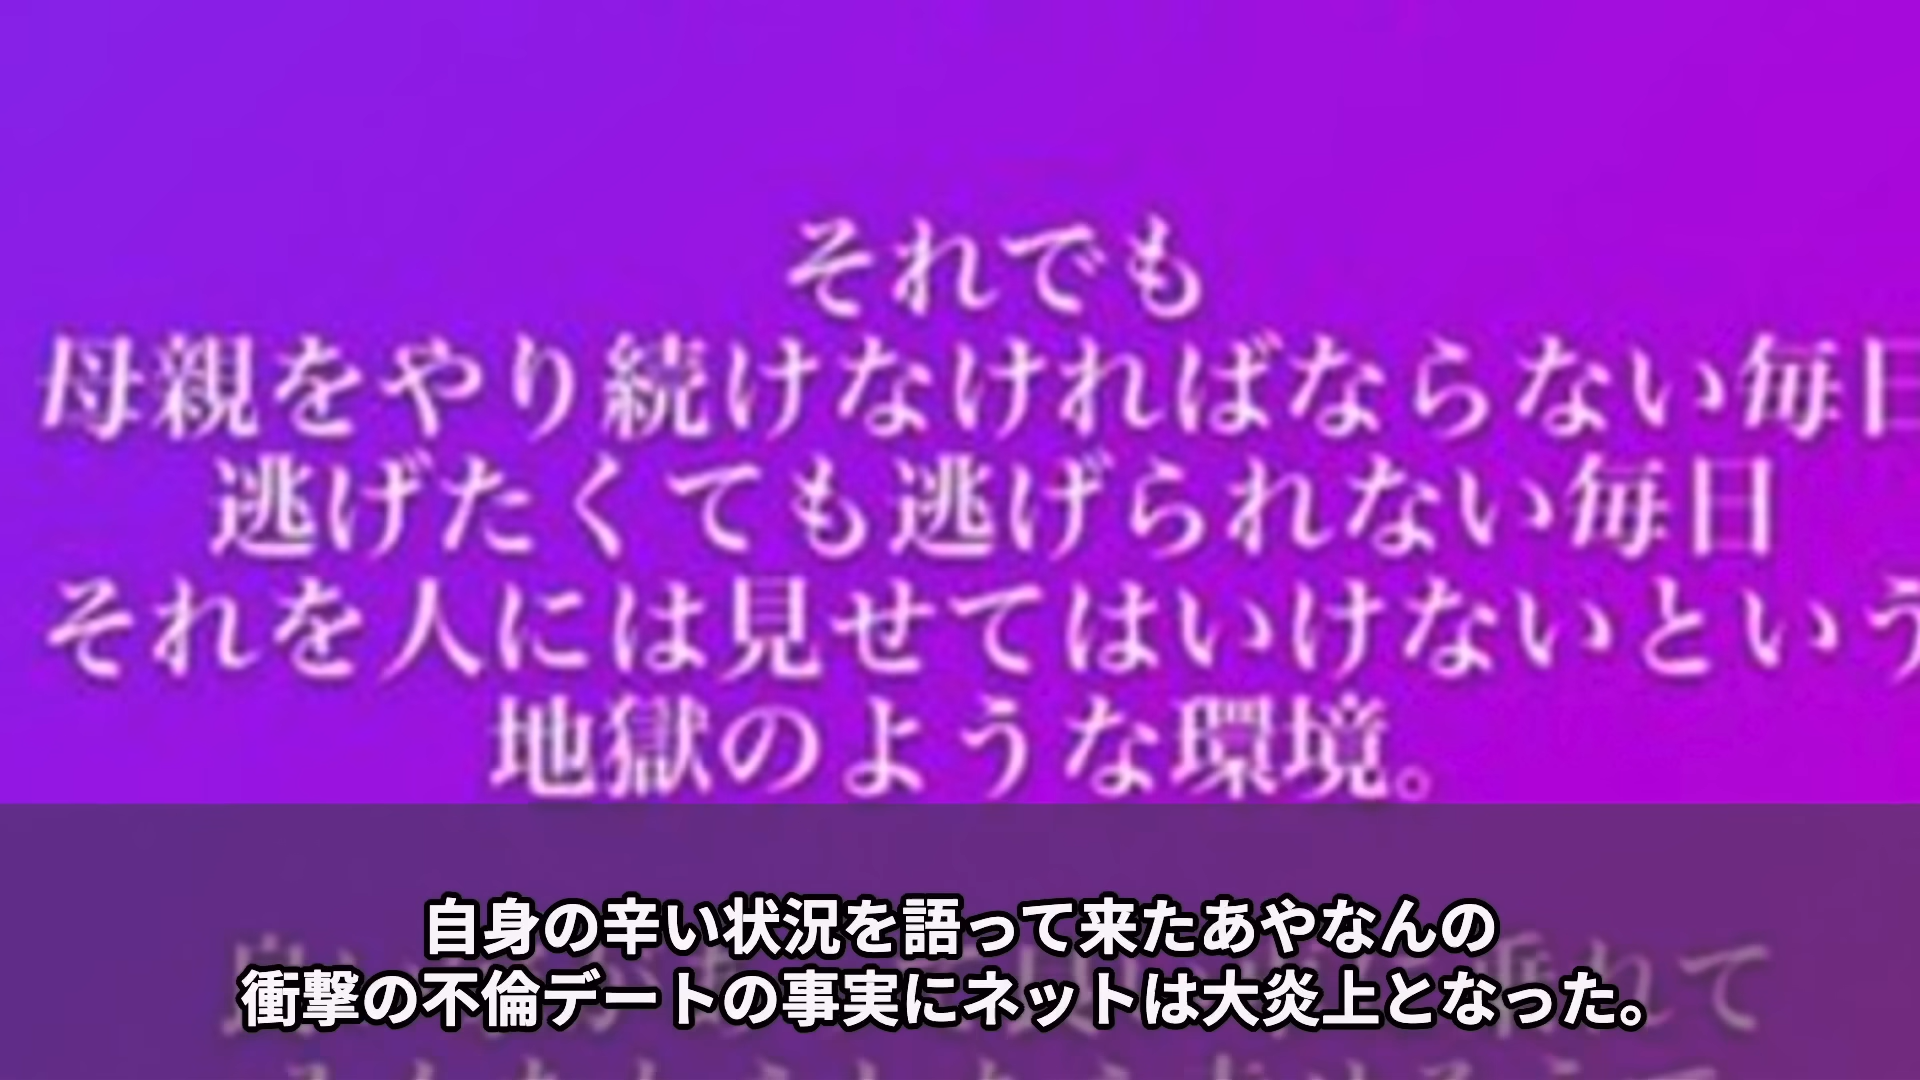 それでも
母親をやり続けなければならない毎日
逃げたくても逃げられない毎日
それを人には見せてはいけないという
地獄のような環境。
自身の辛い状況を語って来たあやなんの
衝撃の不倫デートの事実にネットは大炎上となった。